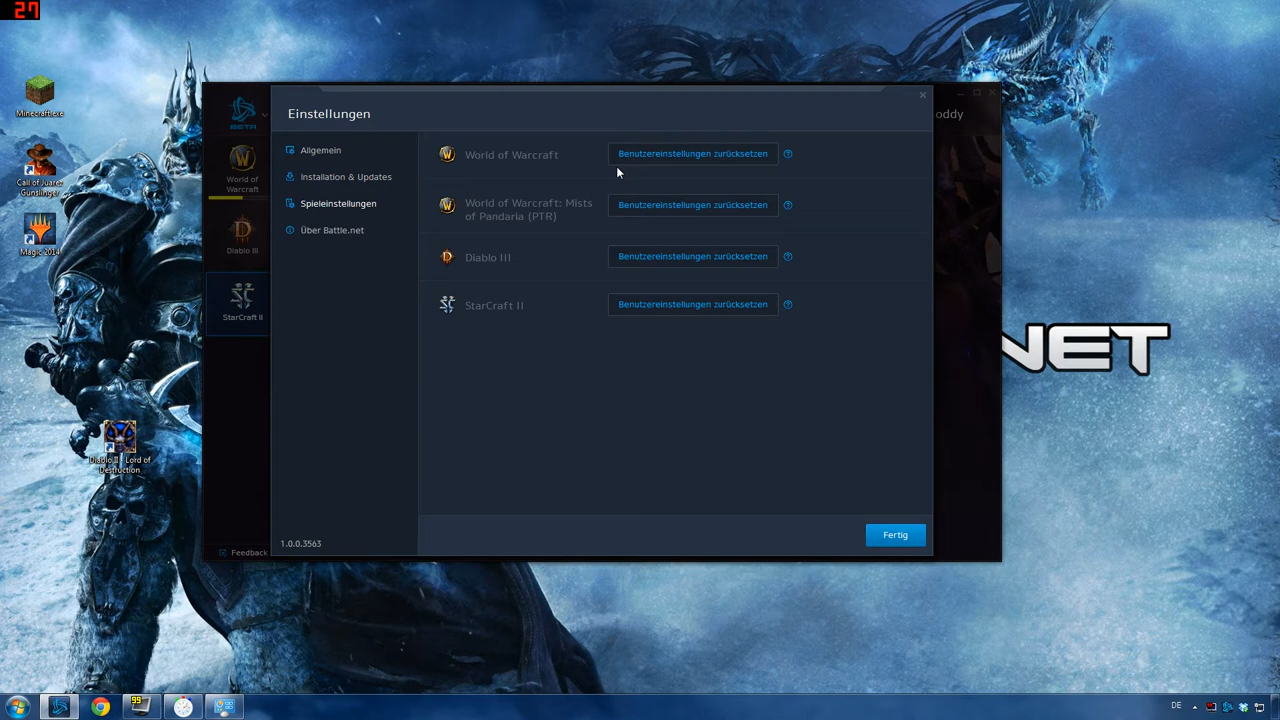 27
Minecraft.exe
Call of Juarez
Gunslinger
Magic 2014
Diablo II - Lord of
Destruction
BETA
World of
Warcraft
Diablo III
StarCraft II
Feedback
Einstellungen
oddy
Allgemein
Installation & Updates
Spieleinstellungen
Über Battle.net
1.0.0.3563
World of Warcraft
Benutzereinstellungen zurücksetzen
World of Warcraft: Mists
of Pandaria (PTR)
Benutzereinstellungen zurücksetzen
Diablo III
Benutzereinstellungen zurücksetzen
StarCraft II
Benutzereinstellungen zurücksetzen
Fertig
NET
99
DE